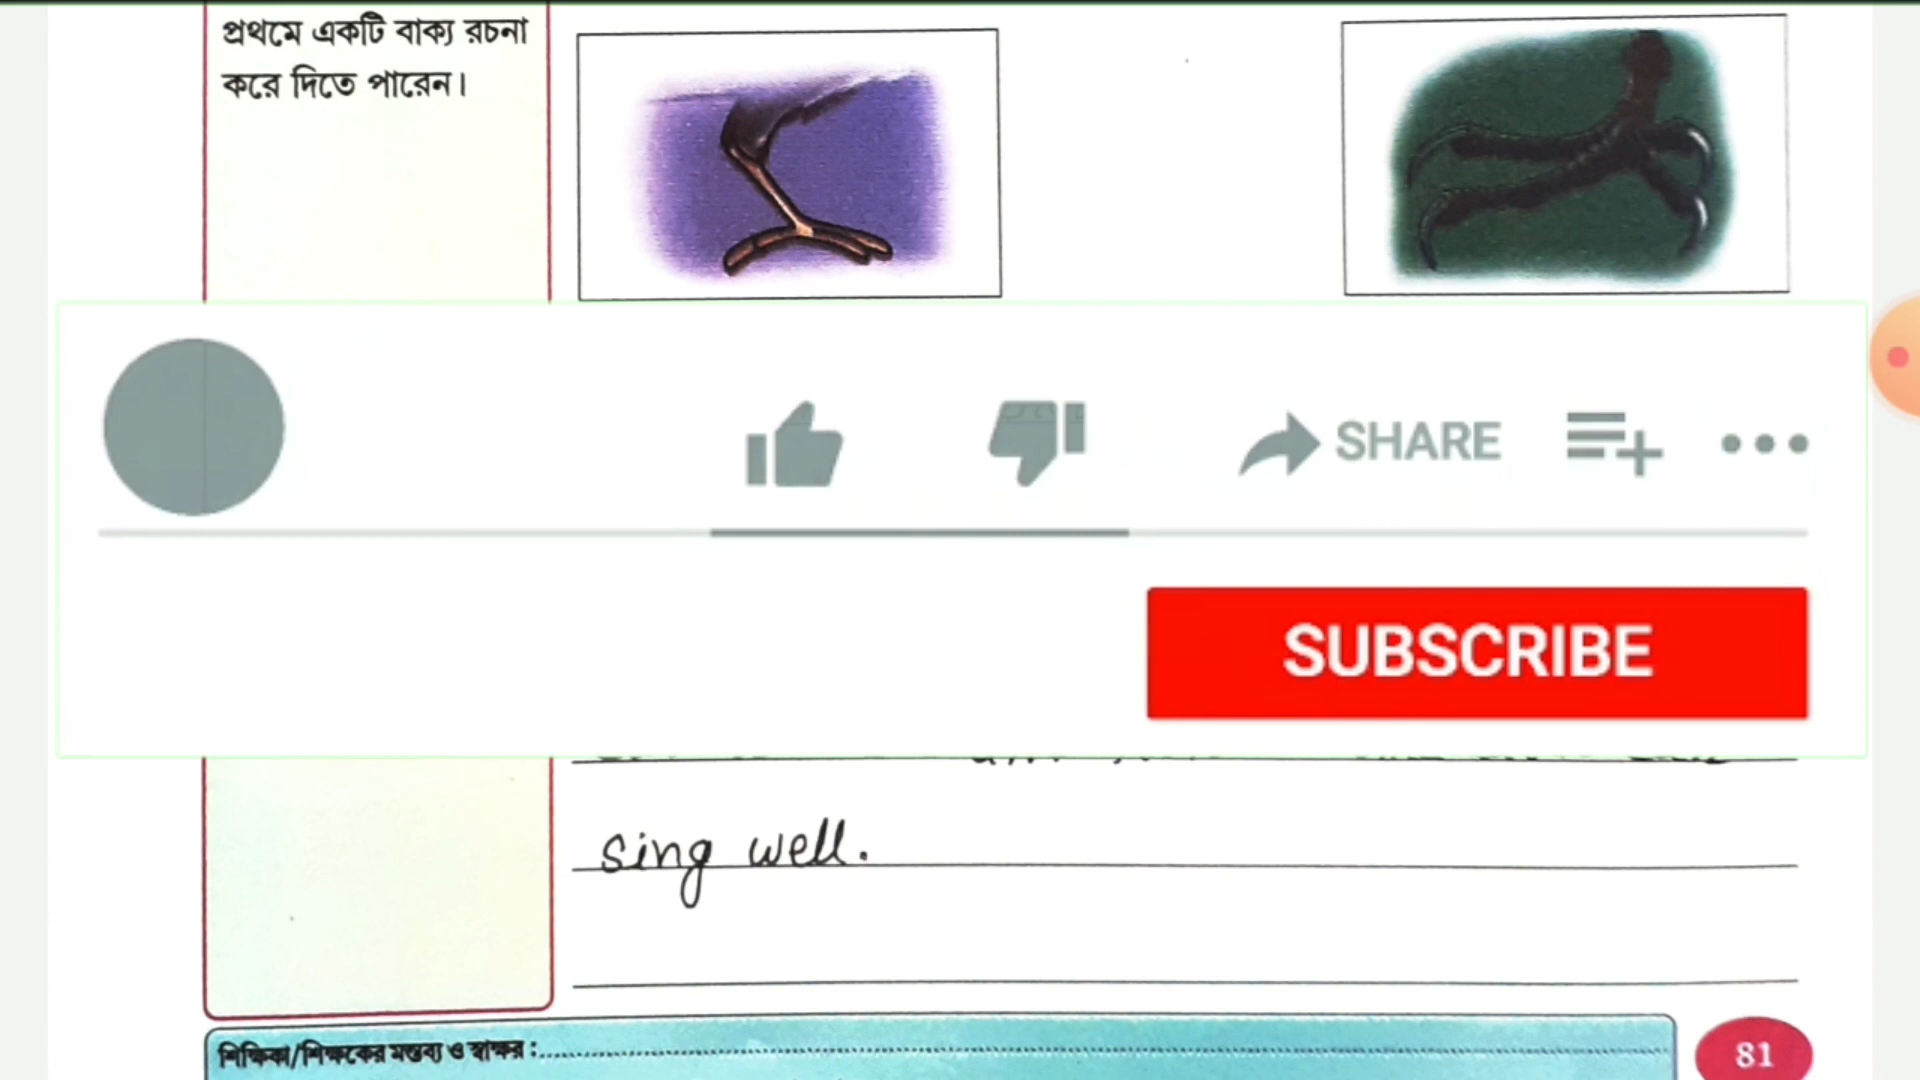 প্রথমে একটি বাক্য রচনা
করে দিতে পারেন।
SHARE
SUBSCRIBE
sing well.
শিক্ষিকা/শিক্ষকের মন্তব্য ও স্বাক্ষর :
81